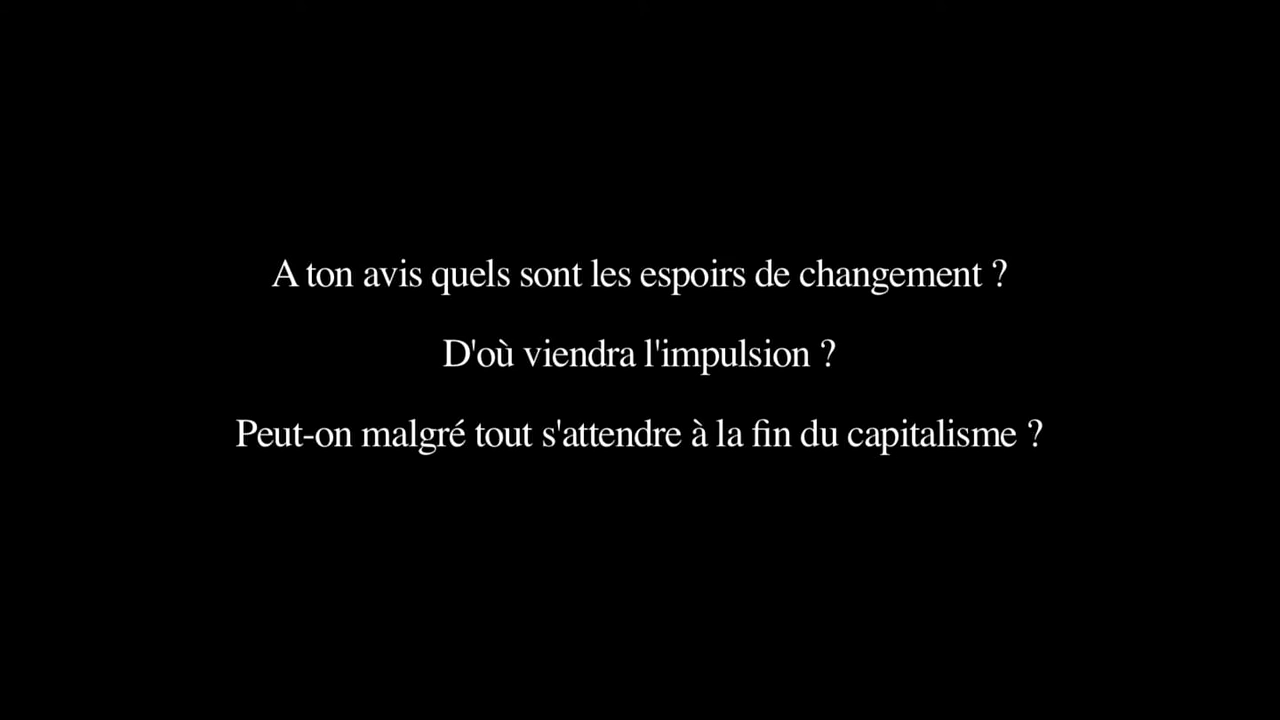 A ton avis quels sont les espoirs de changement ?
D'où viendra l'impulsion ?
Peut-on malgré tout s'attendre à la fin du capitalisme ?